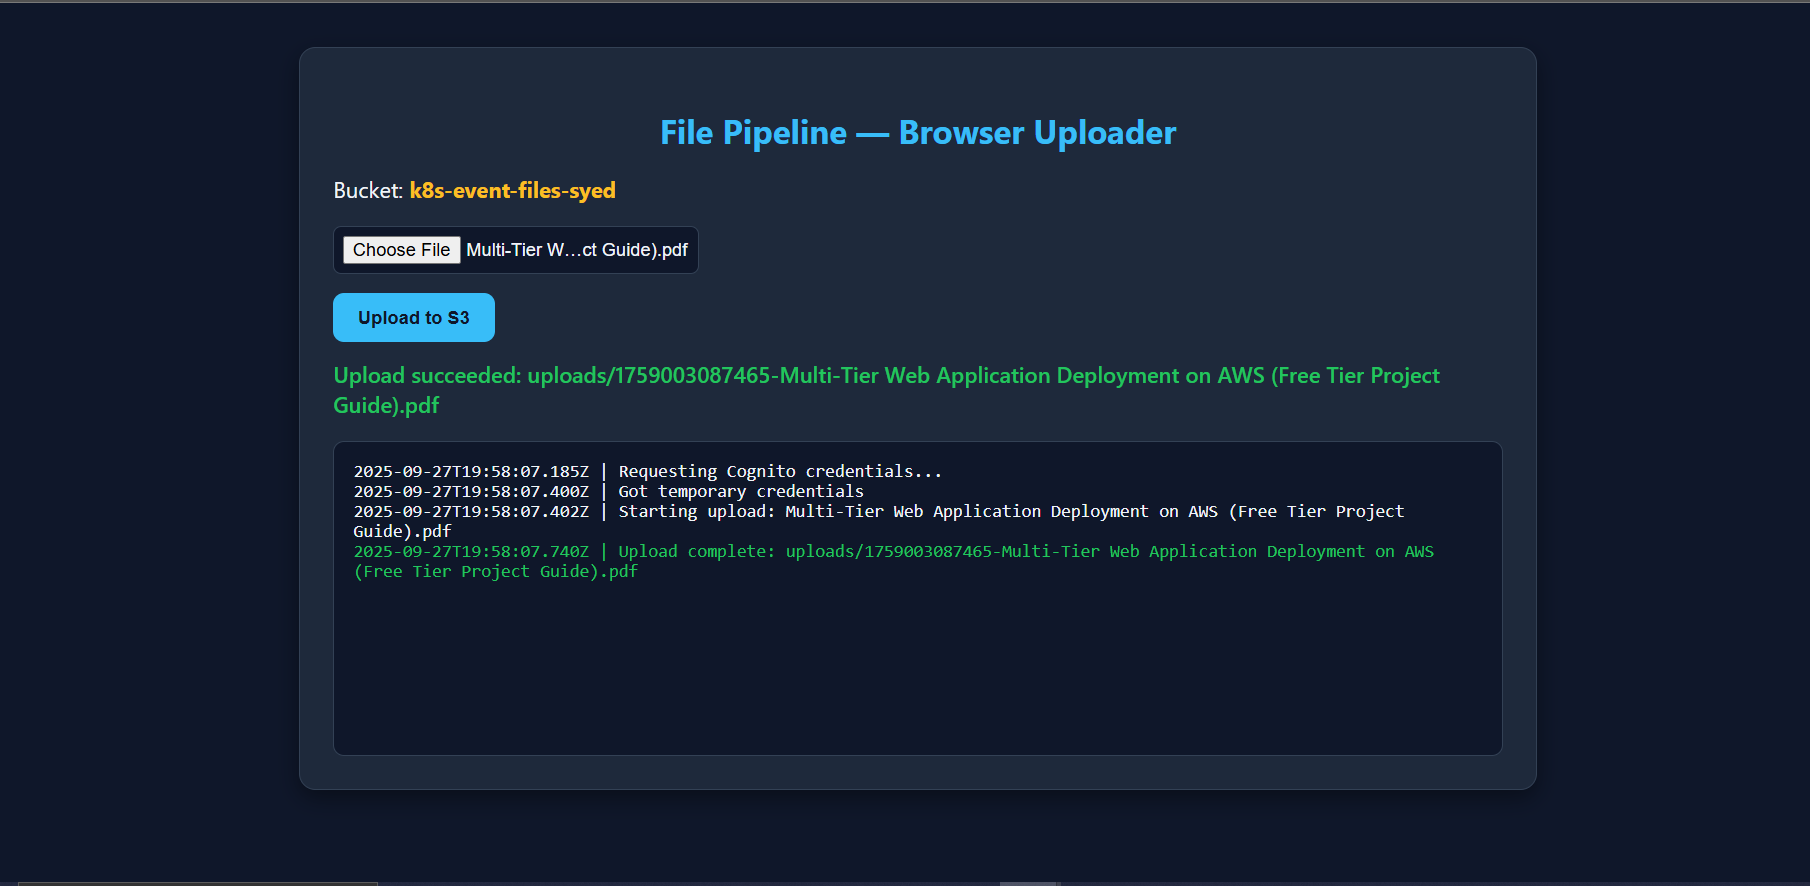 File Pipeline — Browser Uploader
Bucket: k8s-event-files-syed
Choose File Multi-Tier W...ct Guide).pdf
Upload to S3
Upload succeeded: uploads/1759003087465-Multi-Tier Web Application Deployment on AWS (Free Tier Project
Guide).pdf
2025-09-27T19:58:07.185Z | Requesting Cognito credentials...
2025-09-27T19:58:07.400Z | Got temporary credentials
2025-09-27T19:58:07.402Z | Starting upload: Multi-Tier Web Application Deployment on AWS (Free Tier Project
Guide).pdf
2025-09-27T19:58:07.740Z | Upload complete: uploads/1759003087465-Multi-Tier Web Application Deployment on AWS
(Free Tier Project Guide).pdf